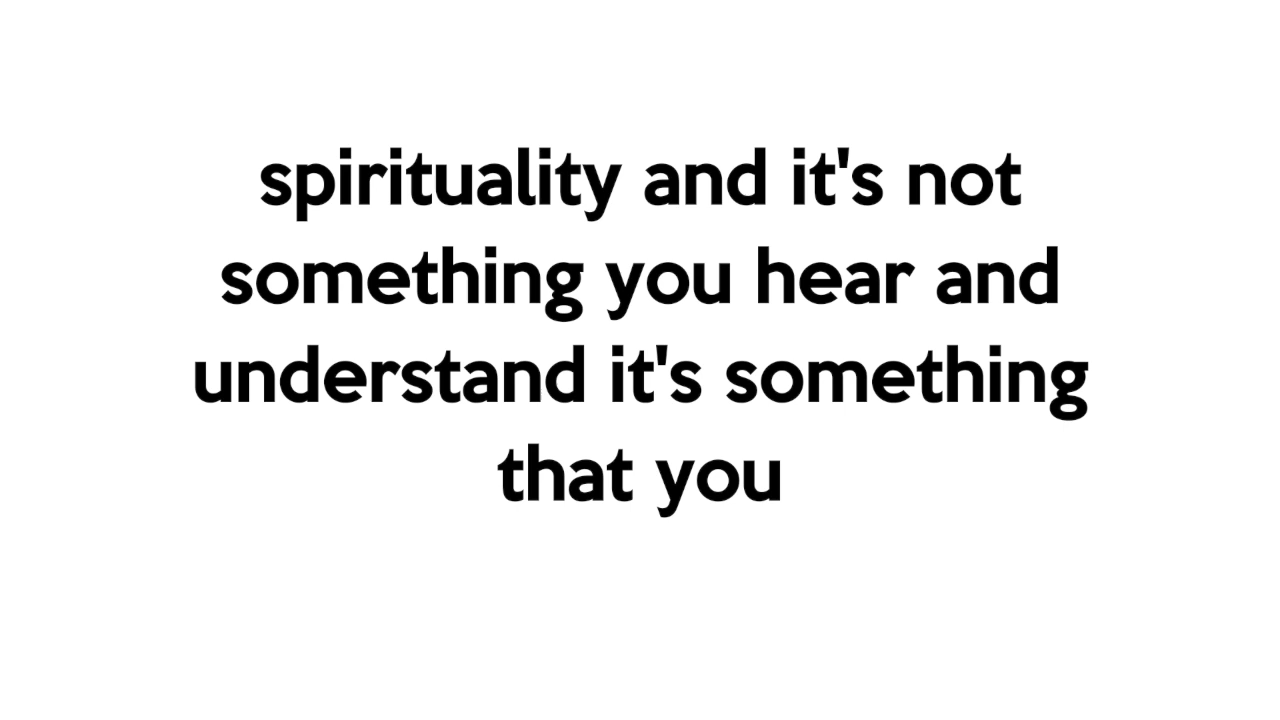 spirituality and it's not
something you hear and
understand it's something
that you